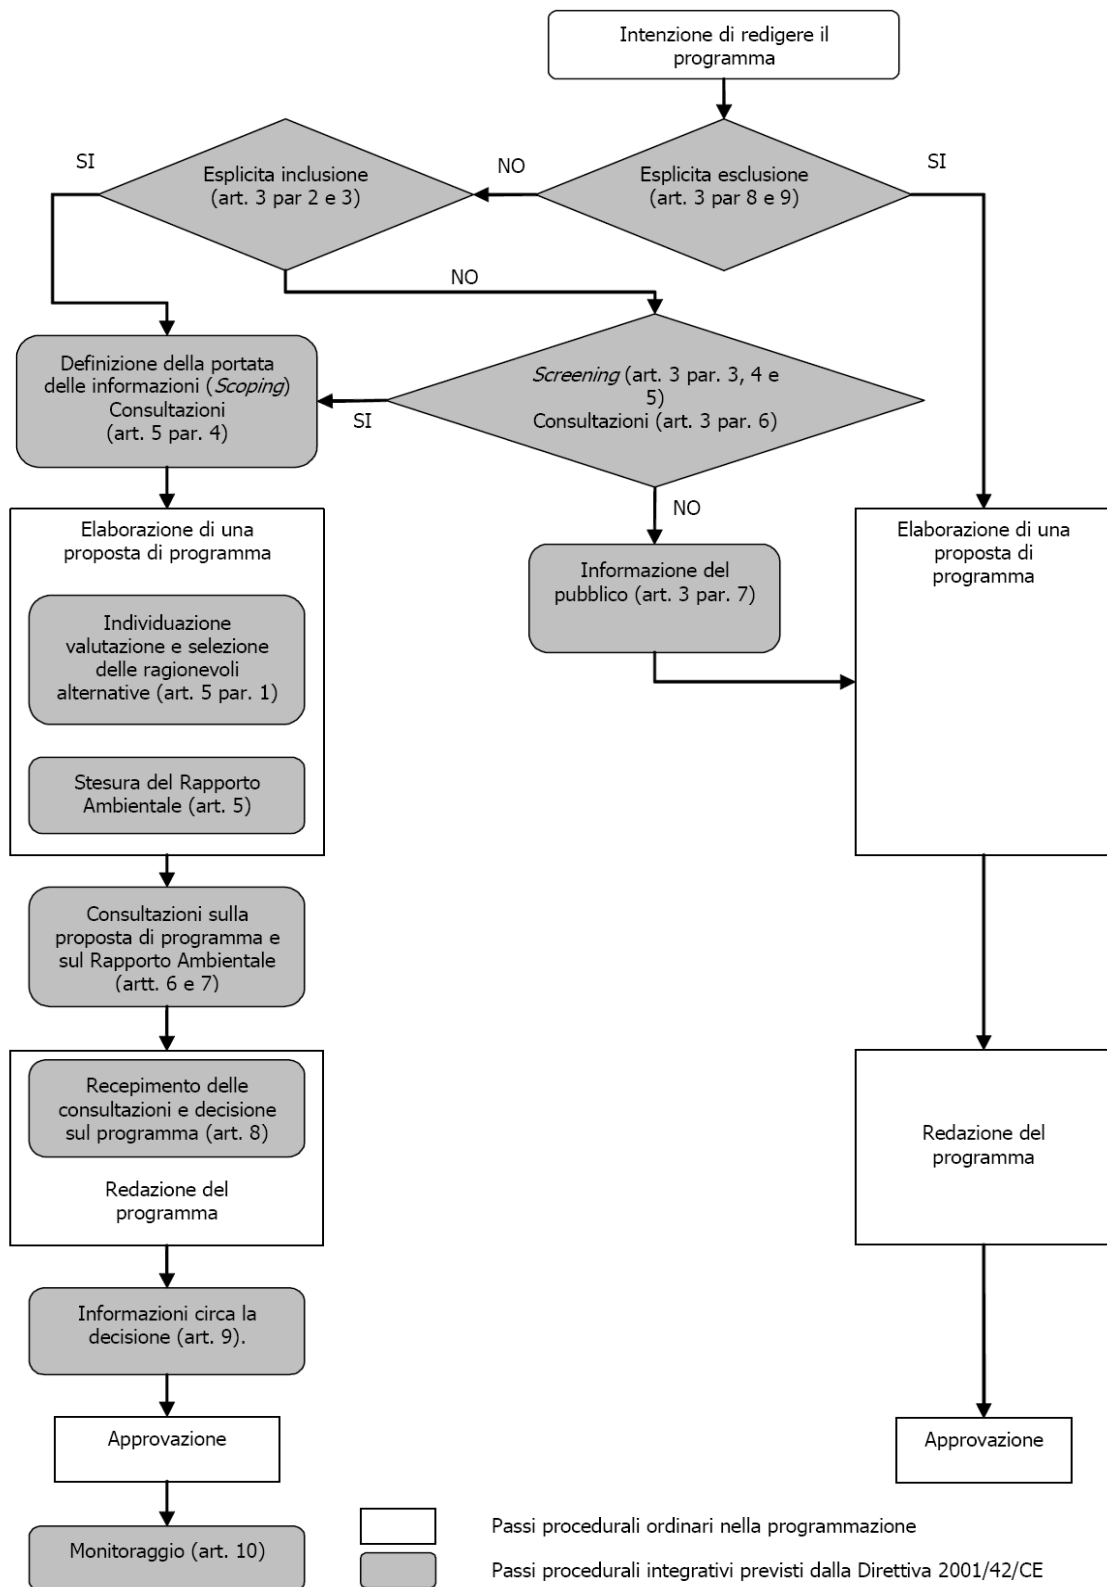 Intenzione di redigere il
programma
SI
Esplicita inclusione
(art. 3 par 2 e 3)
NO
Esplicita esclusione
(art. 3 par 8 e 9)
SI
NO
Definizione della portata
delle informazioni (Scoping)
Consultazioni
(art. 5 par. 4)
SI
Screening (art. 3 par. 3, 4 e
5)
Consultazioni (art. 3 par. 6)
NO
Elaborazione di una
proposta di programma
Individuazione
valutazione e selezione
delle ragionevoli
alternative (art. 5 par. 1)
Stesura del Rapporto
Ambientale (art. 5)
Informazione del
pubblico (art. 3 par. 7)
Elaborazione di una
proposta di
programma
Consultazioni sulla
proposta di programma e
sul Rapporto Ambientale
(artt. 6 e 7)
Recepimento delle
consultazioni e decisione
sul programma (art. 8)
Redazione del
programma
Redazione del
programma
Informazioni circa la
decisione (art. 9).
Approvazione
Approvazione
Monitoraggio (art. 10)
Passi procedurali ordinari nella programmazione
Passi procedurali integrativi previsti dalla Direttiva 2001/42/CE